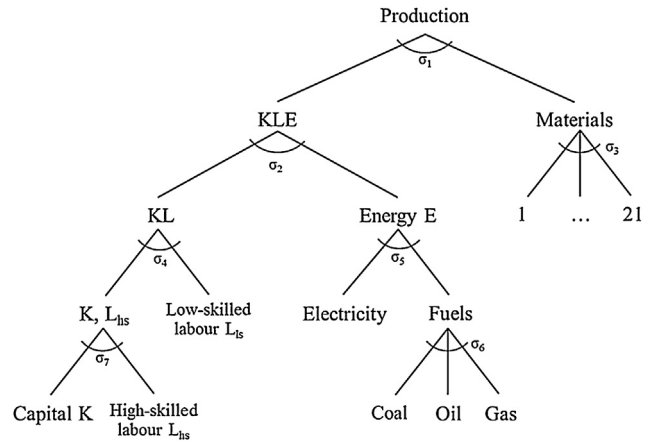 Production
σ1
KLE
Materials
σ2
σ3
KL
Energy E
1
...
21
σ4
σ5
K, Lhs
Low-skilled
labour Lls
Electricity
Fuels
σ7
σ6
Capital K
High-skilled
labour Lhs
Coal
Oil
Gas